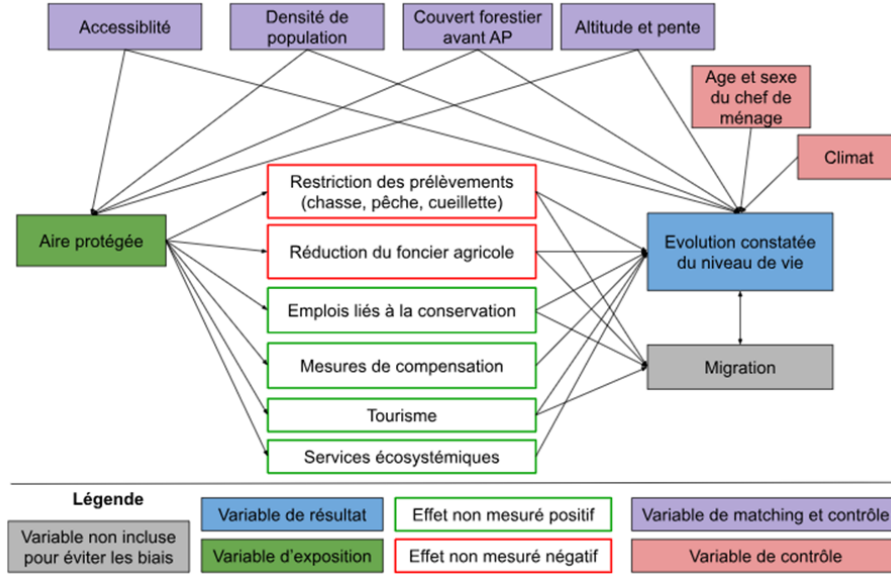 Accessiblité
Densité de
population
Couvert forestier
avant AP
Altitude et pente
Age et sexe
du chef de
ménage
Climat
Restriction des prélèvements
(chasse, pêche, cueillette)
Aire protégée
Réduction du foncier agricole
Evolution constatée
du niveau de vie
Emplois liés à la conservation
Mesures de compensation
Migration
Tourisme
Services écosystémiques
Légende
Variable non incluse
pour éviter les biais
Variable de résultat
Effet non mesuré positif
Variable de matching et contrôle
Variable d'exposition
Effet non mesuré négatif
Variable de contrôle